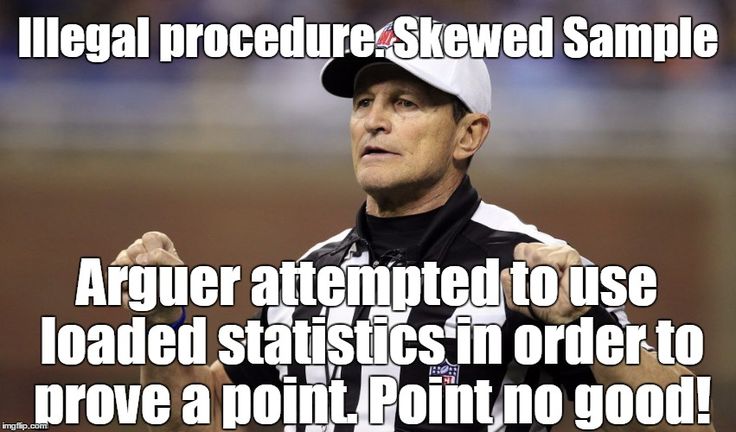 Illegal procedure. Skewed Sample
Arguer attempted to use
loaded statistics in order to
prove a point. Point no good!
NFL
imgflip.com